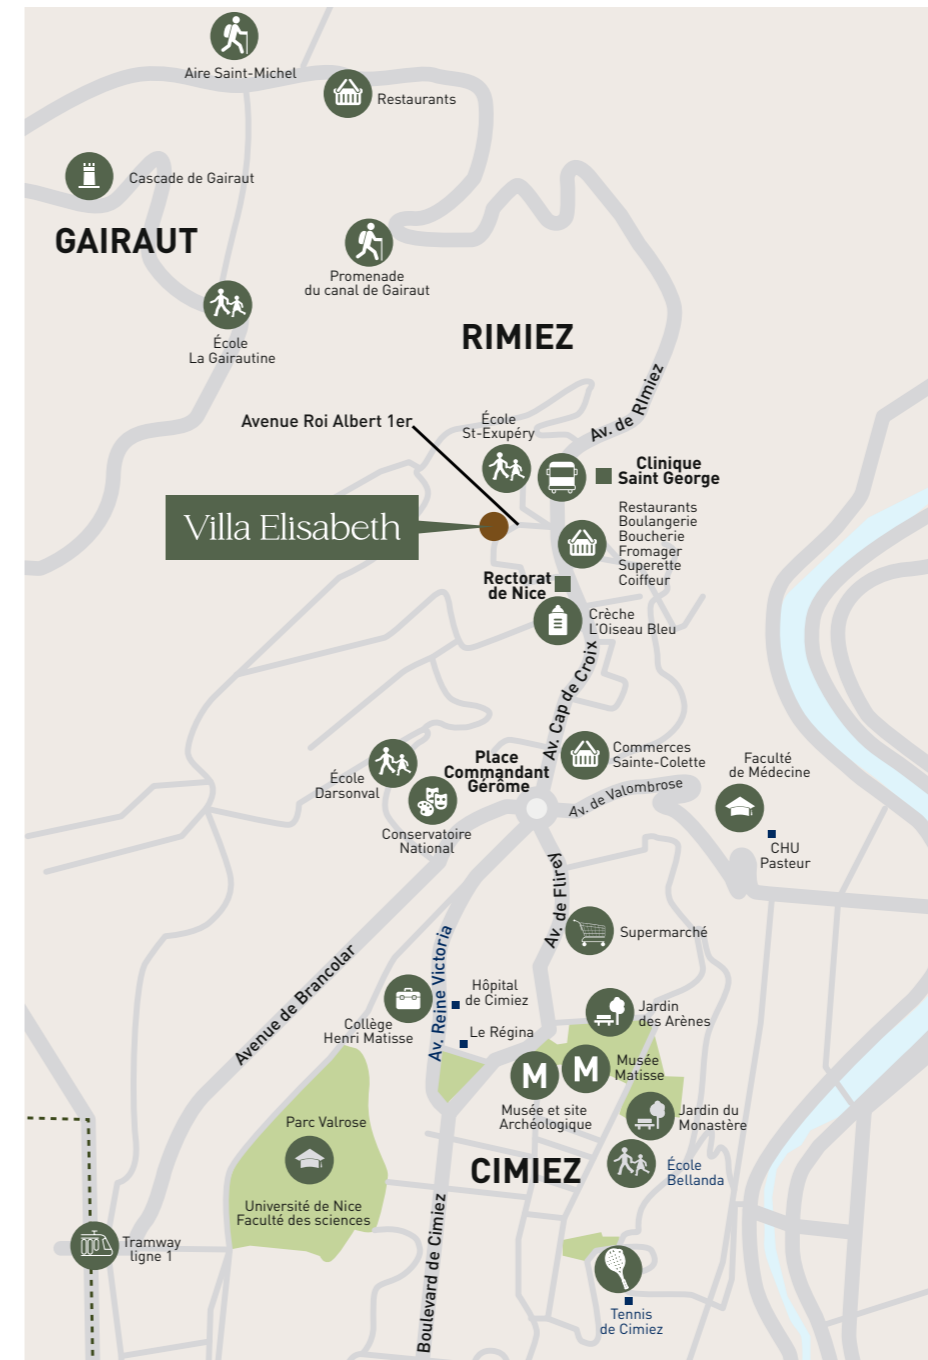 Aire Saint-Michel
Restaurants
Cascade de Gairaut
GAIRAUT
Promenade
du canal de Gairaut
École
La Gairautine
RIMIEZ
Av. de RImiez
Avenue Roi Albert 1er
École
St-Exupéry
Clinique
Saint George
Villa Elisabeth
Restaurants
Boulangerie
Boucherie
Fromager
Superette
Coiffeur
Rectorat
de Nice
Crèche
L'Oiseau Bleu
Av. Cap de Croix
Place
Commandant
Gérôme
Commerces
Sainte-Colette
École
Darsonval
Conservatoire
National
Av. de Valombrose
Faculté
de Médecine
CHU
Pasteur
Av. de Flirey
Supermarché
Avenue de Brancolar
Av. Reine Victoria
Hôpital
de Cimiez
Le Régina
Collège
Henri Matisse
Jardin
des Arènes
M
M
Musée
Matisse
Musée et site
Archéologique
Jardin du
Monastère
Parc Valrose
Université de Nice
Faculté des sciences
CIMIEZ
École
Bellanda
Boulevard de Cimiez
Tramway
ligne 1
Tennis
de Cimiez